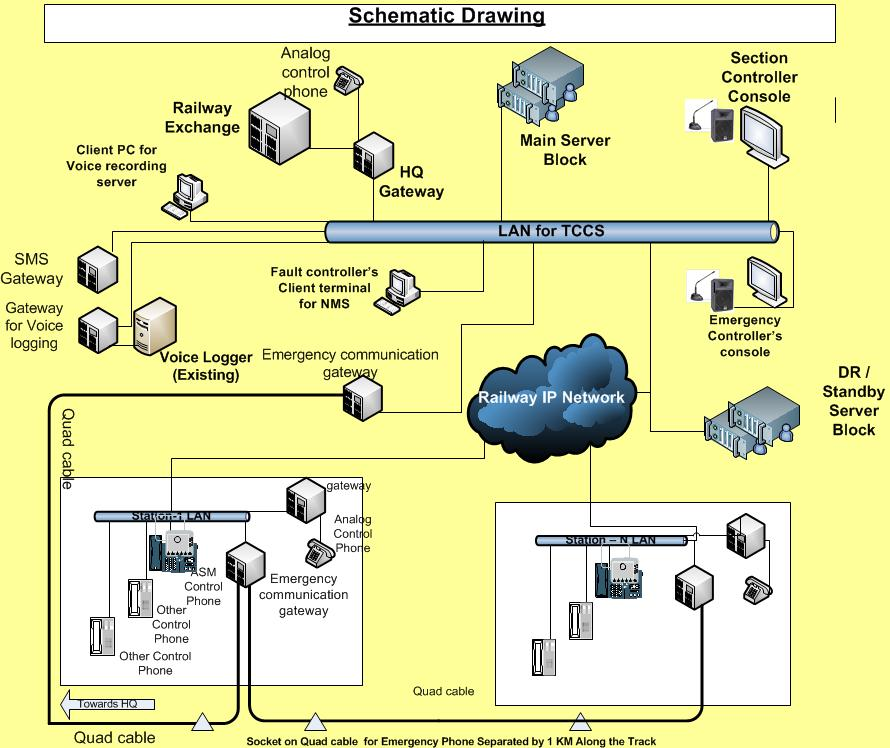 Schematic Drawing
Analog
control
phone
Railway
Exchange
HQ
Gateway
Main Server
Block
Section
Controller
Console
Client PC for
Voice recording
server
LAN for TCCS
SMS
Gateway
Gateway
for Voice
logging
Voice Logger
(Existing)
Fault controller's
Client terminal
for NMS
Emergency
Controller's
console
Emergency communication
gateway
Railway IP Network
DR /
Standby
Server
Block
Quad cable
Station-1 LAN
gateway
Analog
Control
Phone
ASM
Control
Phone
Other
Control
Phone
Other Control
Phone
Emergency
communication
gateway
Station – N LAN
Towards HQ
Quad cable
Quad cable
Socket on Quad cable for Emergency Phone Separated by 1 KM Along the Track